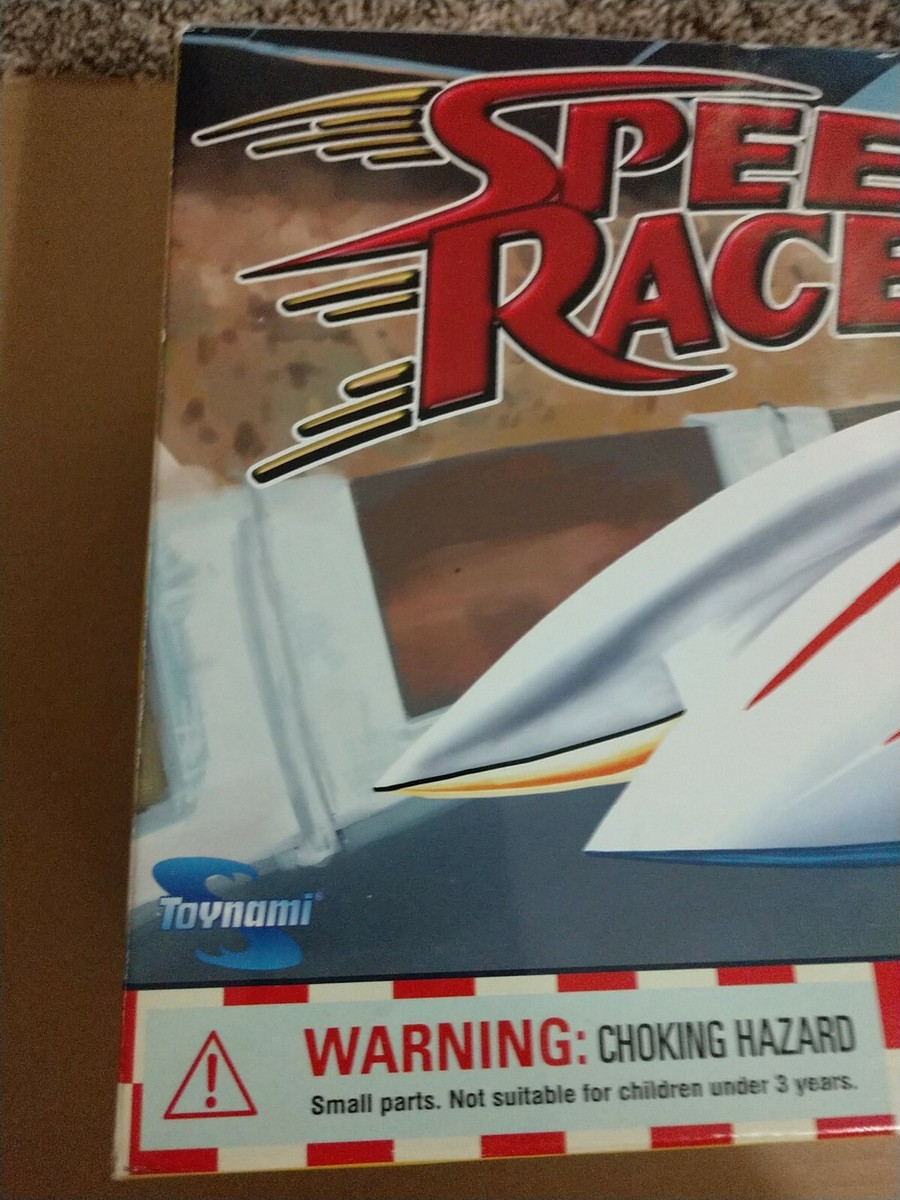 SPEE
RACE
Toynami®
WARNING: CHOKING HAZARD
Small parts. Not suitable for children under 3 years.